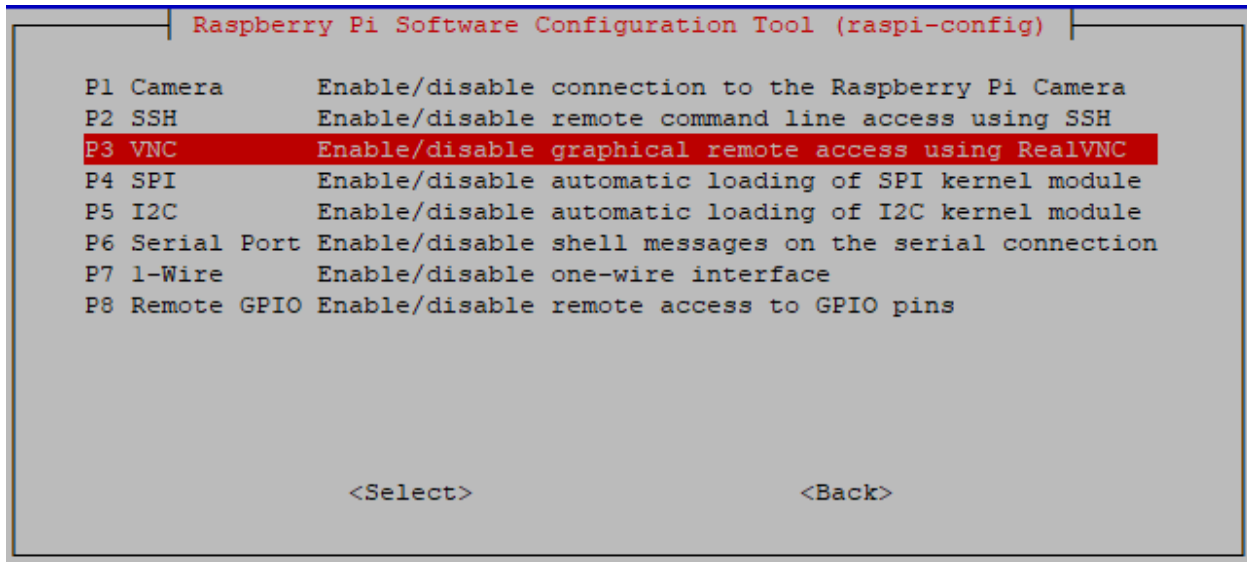 Raspberry Pi Software Configuration Tool (raspi-config)
P1 Camera Enable/disable connection to the Raspberry Pi Camera
P2 SSH Enable/disable remote command line access using SSH
P3 VNC Enable/disable graphical remote access using RealVNC
P4 SPI Enable/disable automatic loading of SPI kernel module
P5 I2C Enable/disable automatic loading of I2C kernel module
P6 Serial Port Enable/disable shell messages on the serial connection
P7 1-Wire Enable/disable one-wire interface
P8 Remote GPIO Enable/disable remote access to GPIO pins
<Select> <Back>